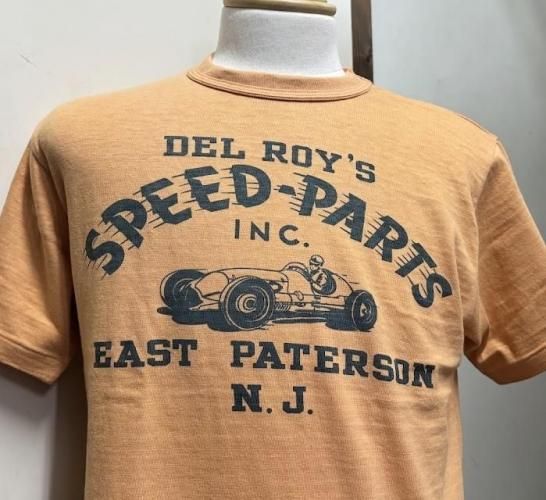 DEL ROY'S
SPEED-PARTS
INC.
EAST PATERSON
N.J.